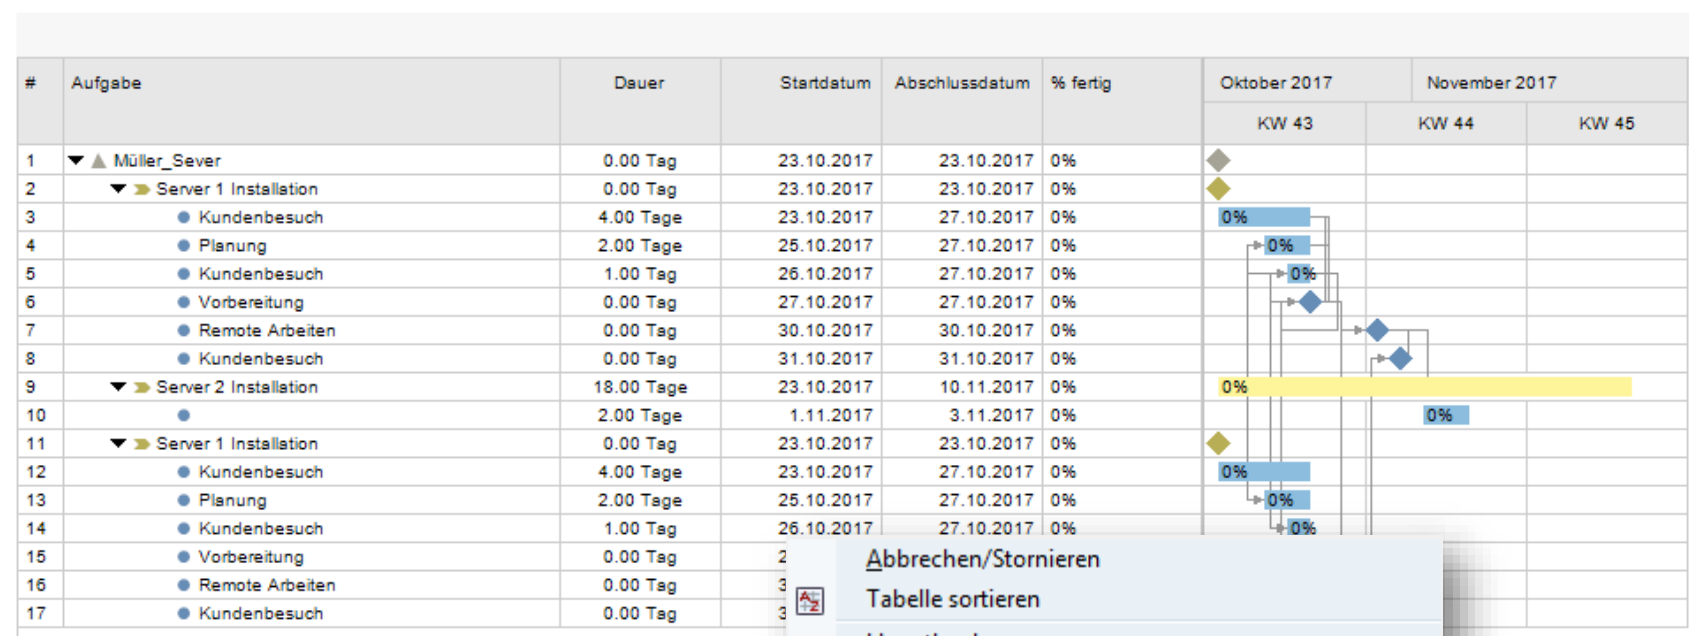 # Aufgabe Dauer Startdatum Abschlussdatum % fertig Oktober 2017 November 2017
KW 43 KW 44 KW 45
1 Müller_Sever 0.00 Tag 23.10.2017 23.10.2017 0%
2 Server 1 Installation 0.00 Tag 23.10.2017 23.10.2017 0%
3 Kundenbesuch 4.00 Tage 23.10.2017 27.10.2017 0% 0%
4 Planung 2.00 Tage 25.10.2017 27.10.2017 0% 0%
5 Kundenbesuch 1.00 Tag 26.10.2017 27.10.2017 0% 0%
6 Vorbereitung 0.00 Tag 27.10.2017 27.10.2017 0%
7 Remote Arbeiten 0.00 Tag 30.10.2017 30.10.2017 0%
8 Kundenbesuch 0.00 Tag 31.10.2017 31.10.2017 0%
9 Server 2 Installation 18.00 Tage 23.10.2017 10.11.2017 0% 0%
10 2.00 Tage 1.11.2017 3.11.2017 0% 0%
11 Server 1 Installation 0.00 Tag 23.10.2017 23.10.2017 0%
12 Kundenbesuch 4.00 Tage 23.10.2017 27.10.2017 0% 0%
13 Planung 2.00 Tage 25.10.2017 27.10.2017 0% 0%
14 Kundenbesuch 1.00 Tag 26.10.2017 27.10.2017 0% 0%
15 Vorbereitung 0.00 Tag
16 Remote Arbeiten 0.00 Tag
17 Kundenbesuch 0.00 Tag
Abbrechen/Stornieren
Tabelle sortieren